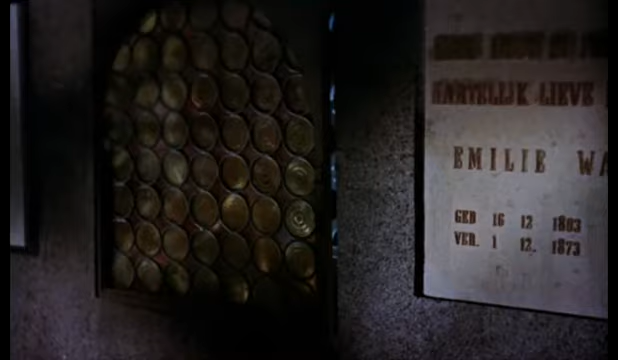 HARTELIJK LIEVE
EMILIE WA
GEB 16 12 1803
VER. 1 12. 1873